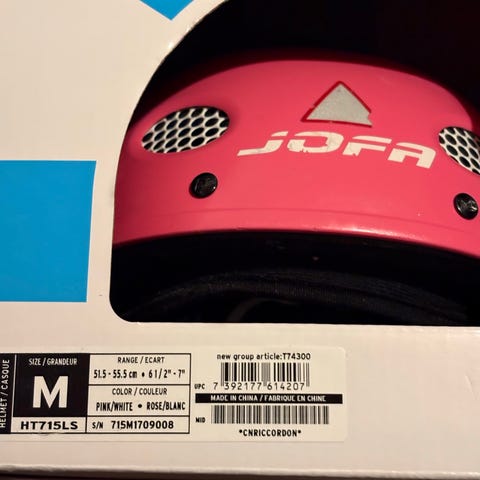 JOFA
HELMET / CASQUE
SIZE / GRANDEUR
M
HT715LS
RANGE / ECART
51.5 - 55.5 cm • 6 1/2" - 7"
COLOR / COULEUR
PINK/WHITE • ROSE/BLANC
S/N 715M1709008
new group article:T74300
UPC 7 392177 614207
MADE IN CHINA / FABRIQUE EN CHINE
MID
*CNRICCORDON*